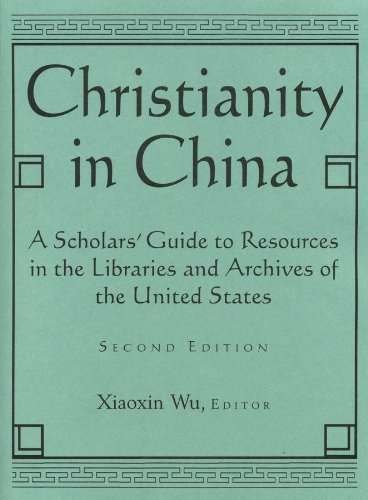 Christianity
in China
A Scholars' Guide to Resources
in the Libraries and Archives of
the United States
Second Edition
Xiaoxin Wu, Editor